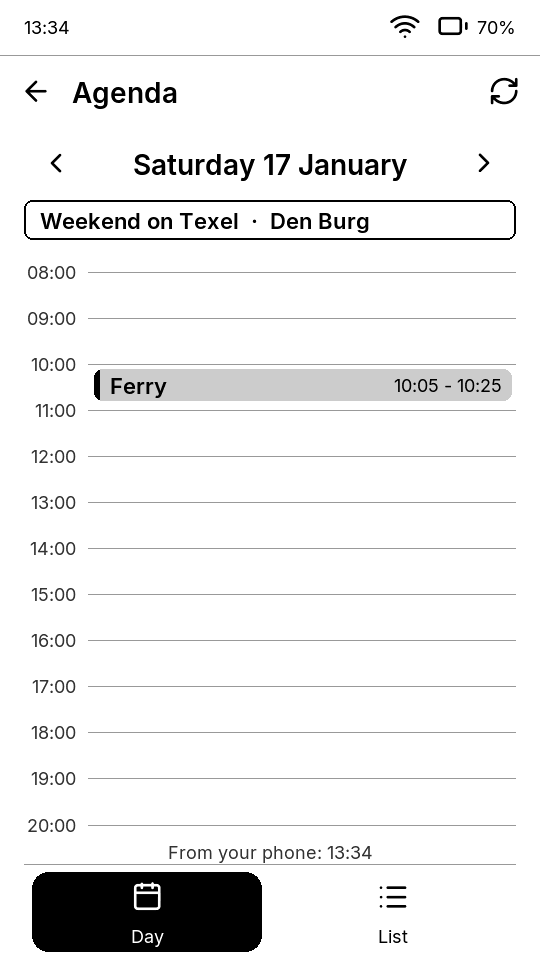 13:34 70%
Agenda
Saturday 17 January
Weekend on Texel · Den Burg
08:00
09:00
10:00
Ferry 10:05 - 10:25
11:00
12:00
13:00
14:00
15:00
16:00
17:00
18:00
19:00
20:00
From your phone: 13:34
Day List